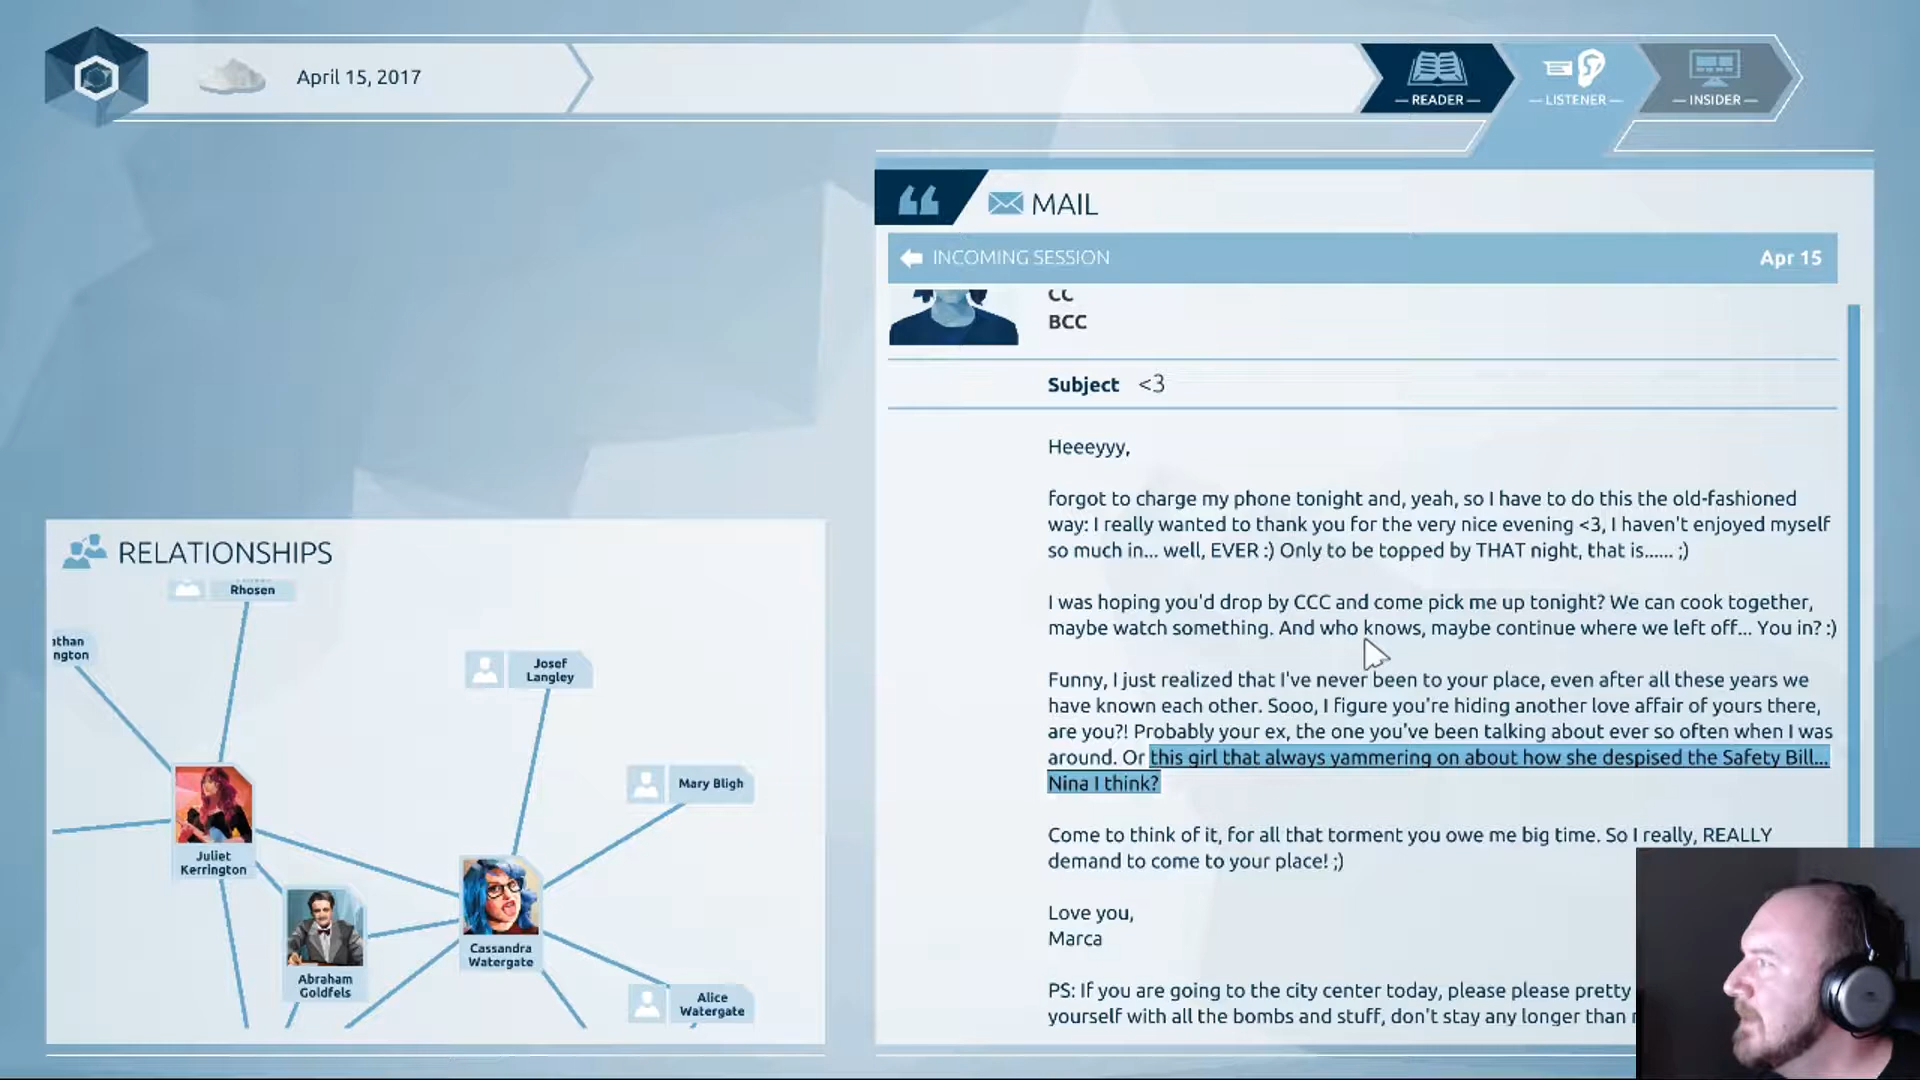 April 15, 2017
READER
LISTENER
INSIDER
MAIL
INCOMING SESSION
Apr 15
CC
BCC
Subject <3
Heeeyyy,
forgot to charge my phone tonight and, yeah, so I have to do this the old-fashioned
way: I really wanted to thank you for the very nice evening <3, I haven't enjoyed myself
so much in... well, EVER :) Only to be topped by THAT night, that is...... ;)
I was hoping you'd drop by CCC and come pick me up tonight? We can cook together,
maybe watch something. And who knows, maybe continue where we left off... You in? :)
Funny, I just realized that I've never been to your place, even after all these years we
have known each other. Sooo, I figure you're hiding another love affair of yours there,
are you?! Probably your ex, the one you've been talking about ever so often when I was
around. Or this girl that always yammering on about how she despised the Safety Bill...
Nina I think?
Come to think of it, for all that torment you owe me big time. So I really, REALLY
demand to come to your place! ;)
Love you,
Marca
PS: If you are going to the city center today, please please pretty
yourself with all the bombs and stuff, don't stay any longer than
RELATIONSHIPS
Rhosen
athan
ngton
Josef
Langley
Mary Bligh
Juliet
Kerrington
Abraham
Goldfels
Cassandra
Watergate
Alice
Watergate